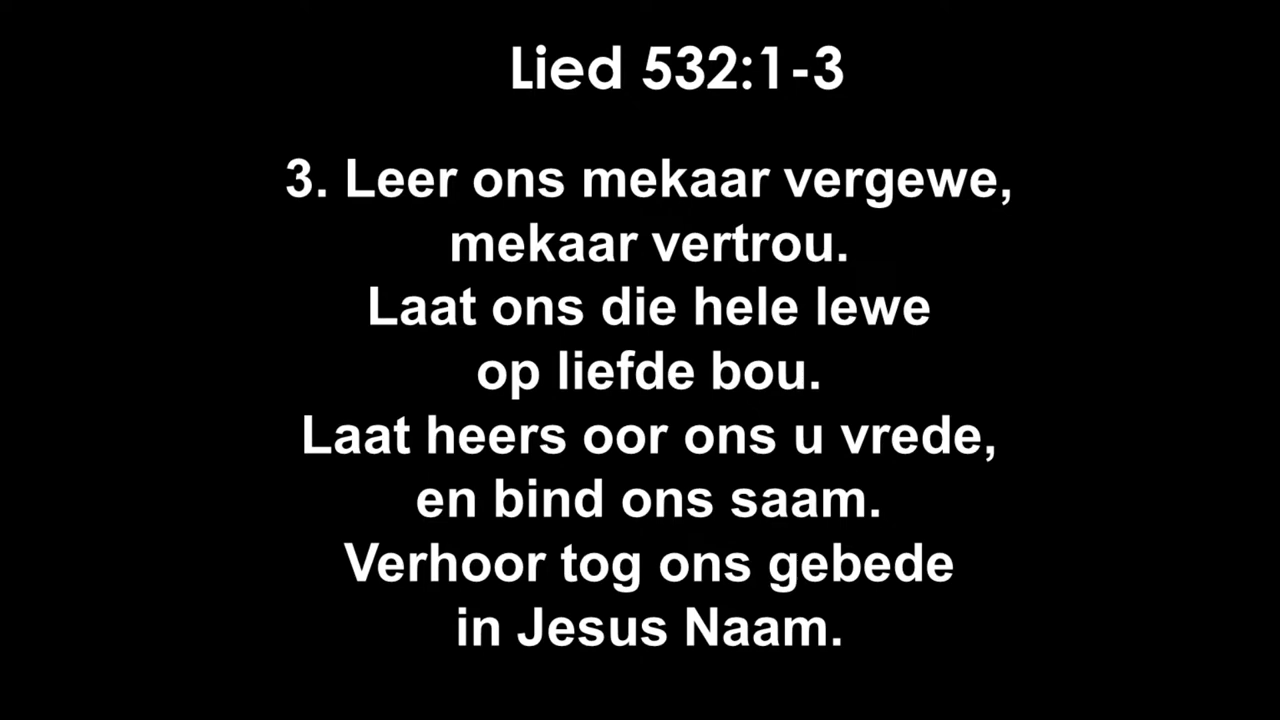 Lied 532:1-3
3. Leer ons mekaar vergewe,
mekaar vertrou.
Laat ons die hele lewe
op liefde bou.
Laat heers oor ons u vrede,
en bind ons saam.
Verhoor tog ons gebede
in Jesus Naam.